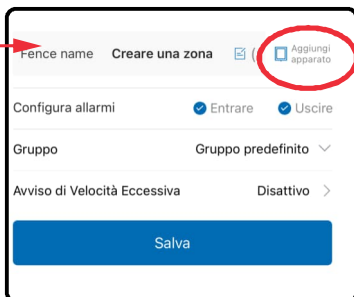 Fence name Creare una zona ( Aggiungi apparato
Configura allarmi Entrare Uscire
Gruppo Gruppo predefinito
Avviso di Velocità Eccessiva Disattivo
Salva